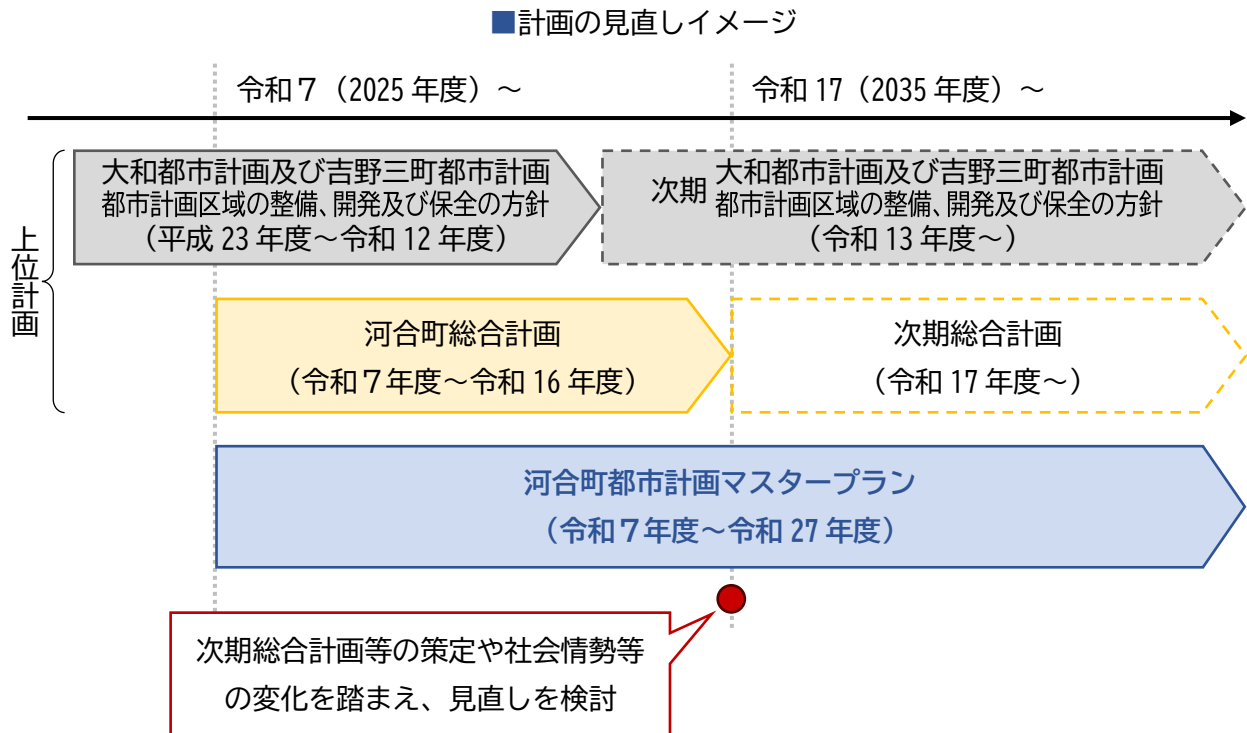 ■計画の見直しイメージ
令和７（2025 年度）～
令和 17（2035 年度）～
上位計画
大和都市計画及び吉野三町都市計画
都市計画区域の整備、開発及び保全の方針
（平成 23 年度～令和 12 年度）
次期
大和都市計画及び吉野三町都市計画
都市計画区域の整備、開発及び保全の方針
（令和 13 年度～）
河合町総合計画
（令和７年度～令和 16 年度）
次期総合計画
（令和 17 年度～）
河合町都市計画マスタープラン
（令和７年度～令和 27 年度）
次期総合計画等の策定や社会情勢等
の変化を踏まえ、見直しを検討